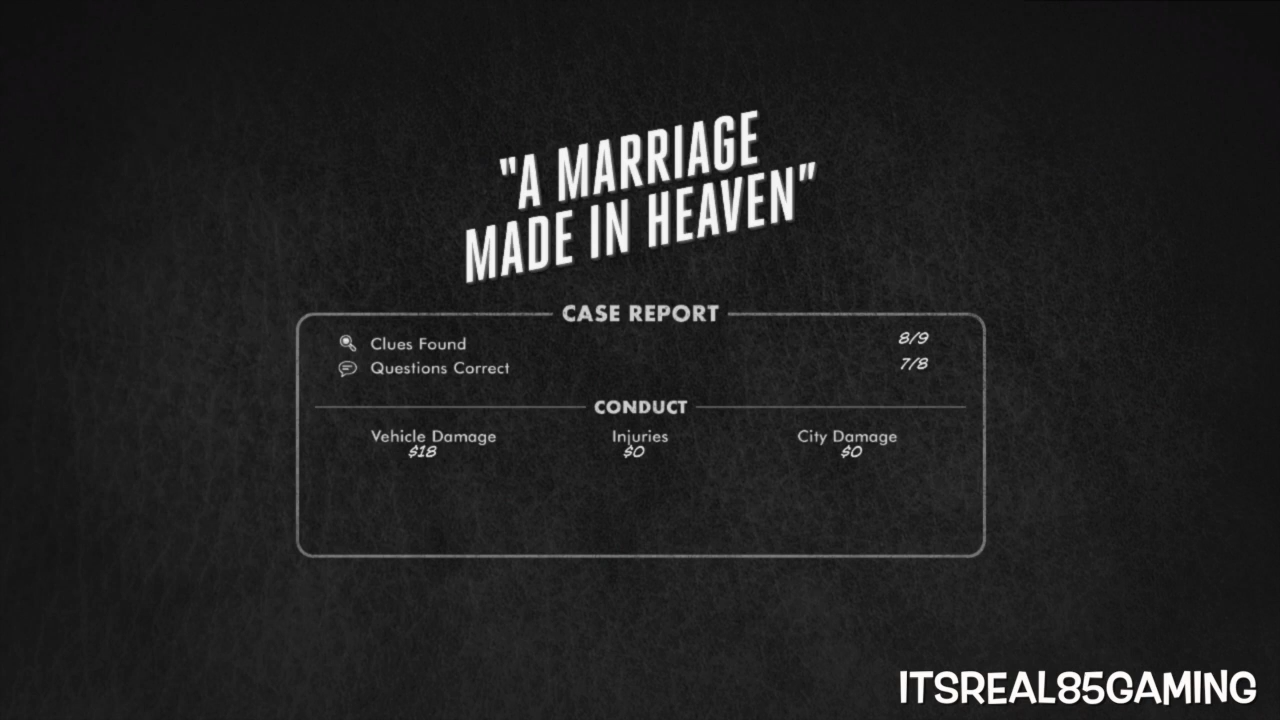 "A MARRIAGE
MADE IN HEAVEN"
CASE REPORT
Clues Found 8/9
Questions Correct 7/8
CONDUCT
Vehicle Damage Injuries City Damage
$18 $0 $0
ITSREAL85GAMING